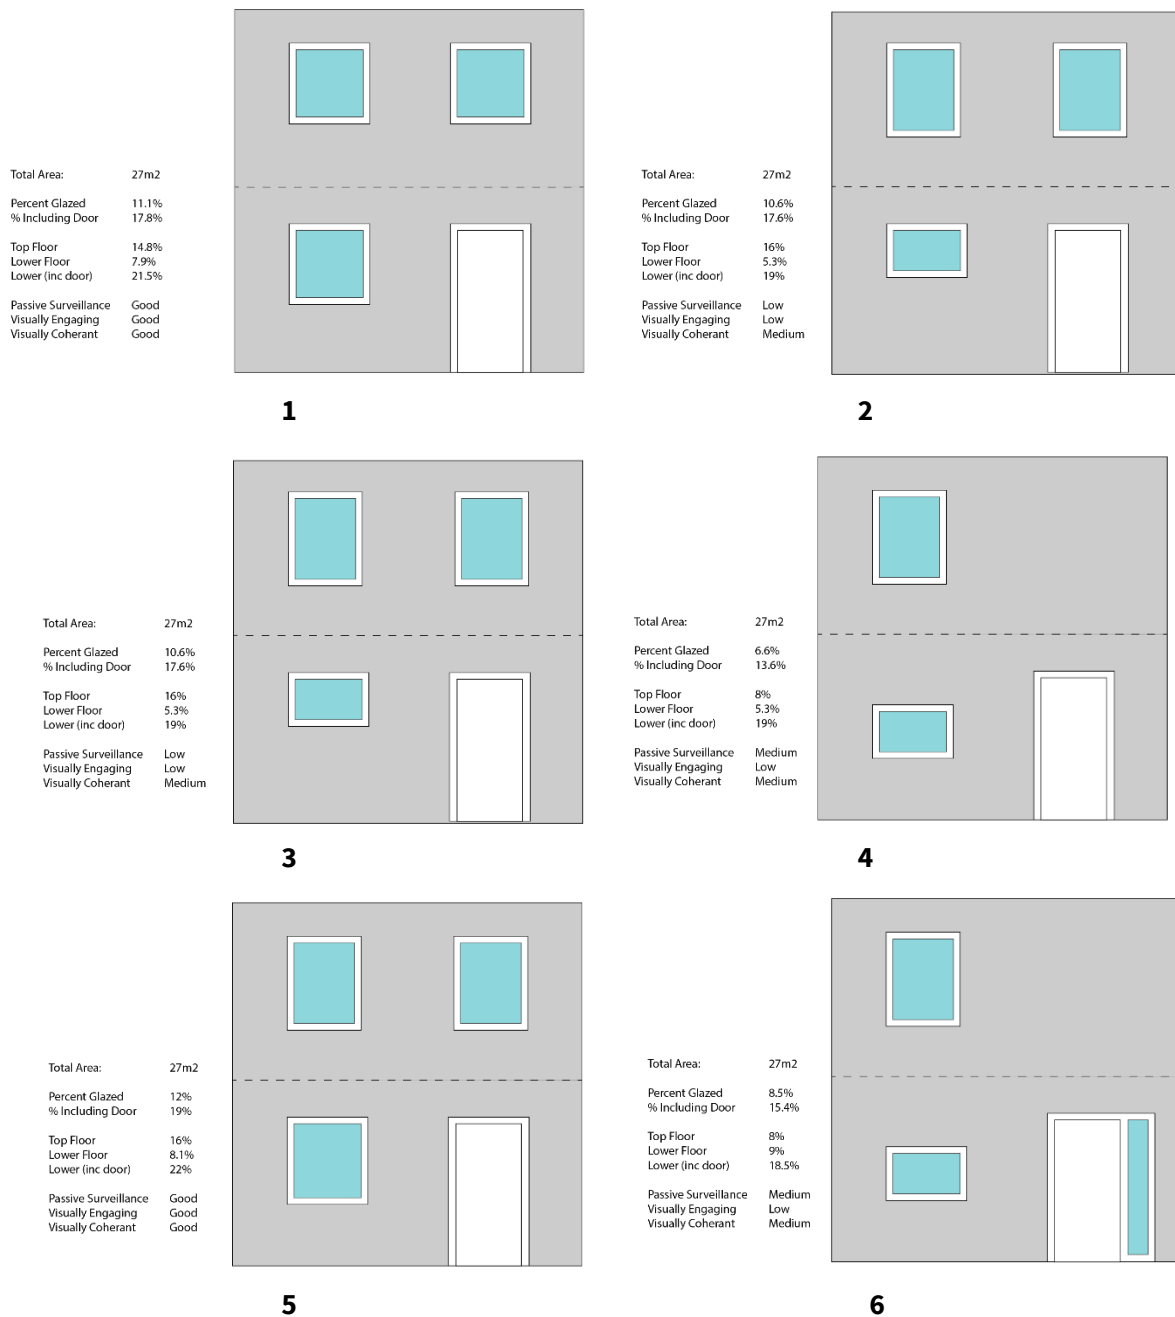 Total Area: 27m2
Percent Glazed 11.1%
% Including Door 17.8%
Top Floor 14.8%
Lower Floor 7.9%
Lower (inc door) 21.5%
Passive Surveillance Good
Visually Engaging Good
Visually Coherant Good
1
Total Area: 27m2
Percent Glazed 10.6%
% Including Door 17.6%
Top Floor 16%
Lower Floor 5.3%
Lower (inc door) 19%
Passive Surveillance Low
Visually Engaging Low
Visually Coherant Medium
2
Total Area: 27m2
Percent Glazed 10.6%
% Including Door 17.6%
Top Floor 16%
Lower Floor 5.3%
Lower (inc door) 19%
Passive Surveillance Low
Visually Engaging Low
Visually Coherant Medium
3
Total Area: 27m2
Percent Glazed 6.6%
% Including Door 13.6%
Top Floor 8%
Lower Floor 5.3%
Lower (inc door) 19%
Passive Surveillance Medium
Visually Engaging Low
Visually Coherant Medium
4
Total Area: 27m2
Percent Glazed 12%
% Including Door 19%
Top Floor 16%
Lower Floor 8.1%
Lower (inc door) 22%
Passive Surveillance Good
Visually Engaging Good
Visually Coherant Good
5
Total Area: 27m2
Percent Glazed 8.5%
% Including Door 15.4%
Top Floor 8%
Lower Floor 9%
Lower (inc door) 18.5%
Passive Surveillance Medium
Visually Engaging Low
Visually Coherant Medium
6